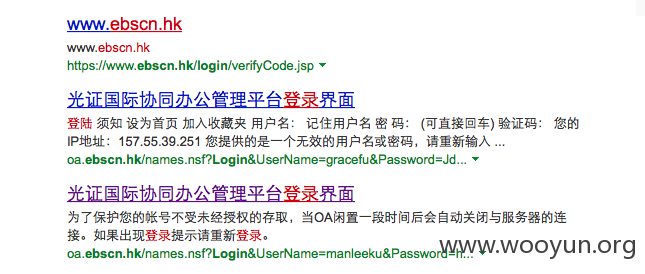 www.ebscn.hk
www.ebscn.hk
https://www.ebscn.hk/login/verifyCode.jsp
光证国际协同办公管理平台登录界面
登陆 须知 设为首页 加入收藏夹 用户名： 记住用户名 密 码： (可直接回车) 验证码： 您的
IP地址：157.55.39.251 您提供的是一个无效的用户名或密码，请重新输入 ...
oa.ebscn.hk/names.nsf?Login&UserName=gracefu&Password=Jd...
光证国际协同办公管理平台登录界面
为了保护您的帐号不受未经授权的存取，当OA闲置一段时间后会自动关闭与服务器的连
接。如果出现登录提示请重新登录。
oa.ebscn.hk/names.nsf?Login&UserName=manleeku&Password=h...
www.wooyun.org